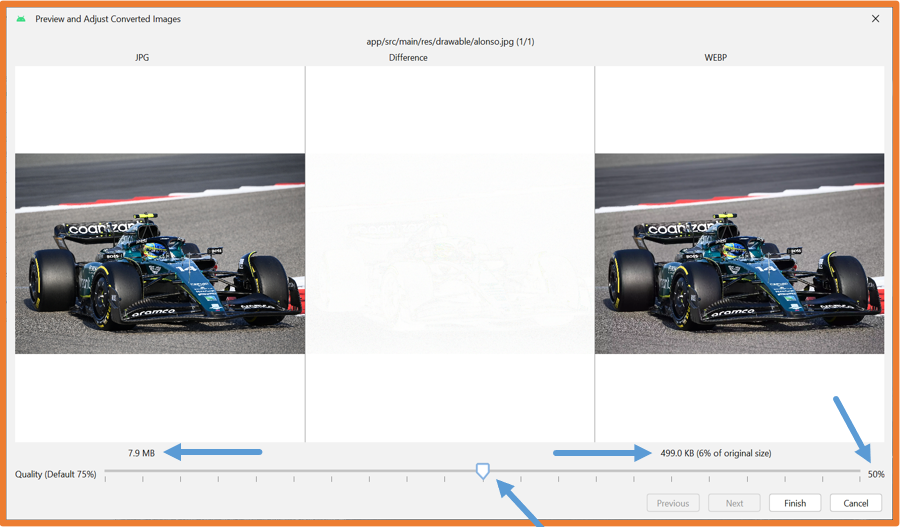 Preview and Adjust Converted Images
app/src/main/res/drawable/alonso.jpg (1/1)
JPG Difference WEBP
cognizant
14
aramco
cognizant
14
aramco
7.9 MB 499.0 KB (6% of original size)
Quality (Default 75%) 50%
Previous Next Finish Cancel